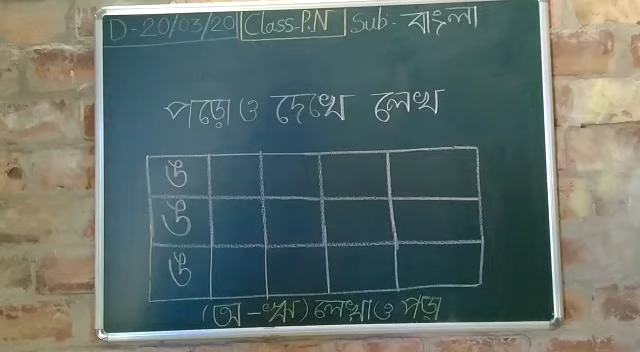 D-20/03/20 Class-P.N Sub- বাংলা
পড়ো ও দেখে লেখ
ঙ
ঙ
ঙ
(অ-ঋ) লেখা ও পড়া